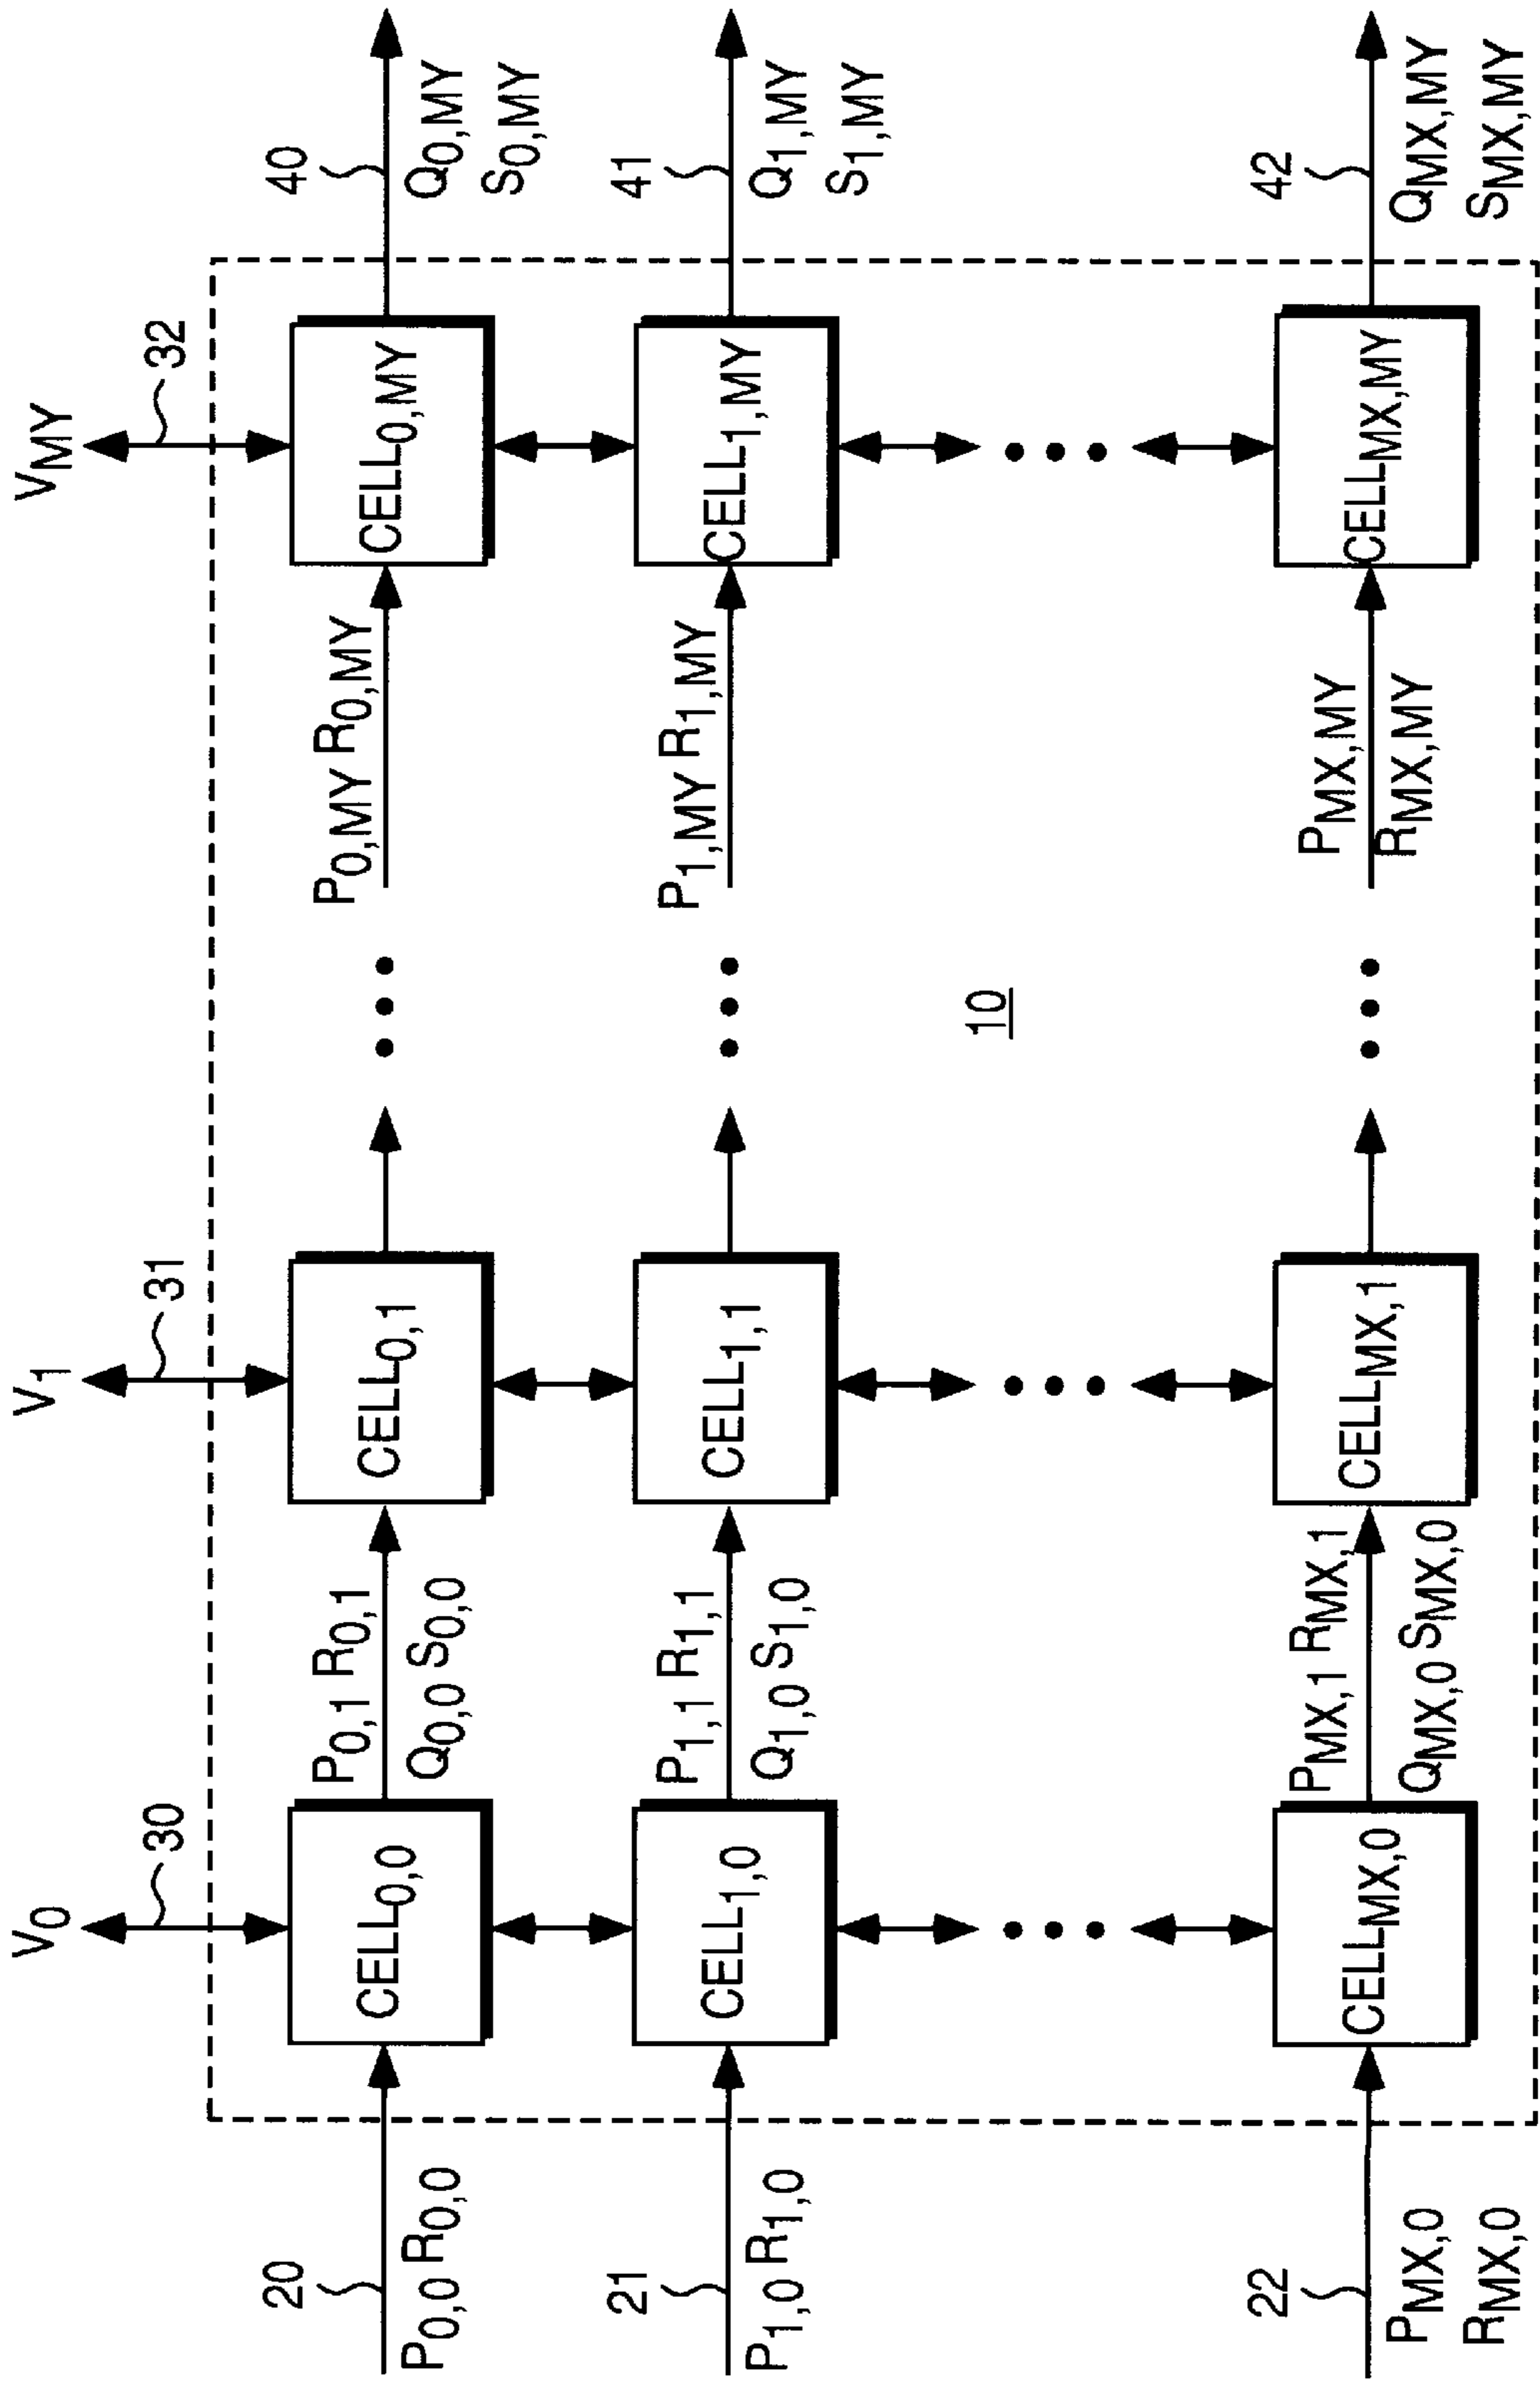 V0 V1 VMY
30 31 32
20 40
CELL0,0 P0,1 R0,1 CELL0,1 P0,MY R0,MY CELL0,MY
P0,0 R0,0 Q0,0 S0,0 Q0,MY
S0,MY
21 41
CELL1,0 P1,1 R1,1 CELL1,1 P1,MY R1,MY CELL1,MY
P1,0 R1,0 Q1,0 S1,0 Q1,MY
S1,MY
10
22 42
CELLMX,0 PMX,1 RMX,1 CELLMX,1 PMX,MY CELLMX,MY
PMX,0 QMX,0 SMX,0 RMX,MY QMX,MY
RMX,0 SMX,MY